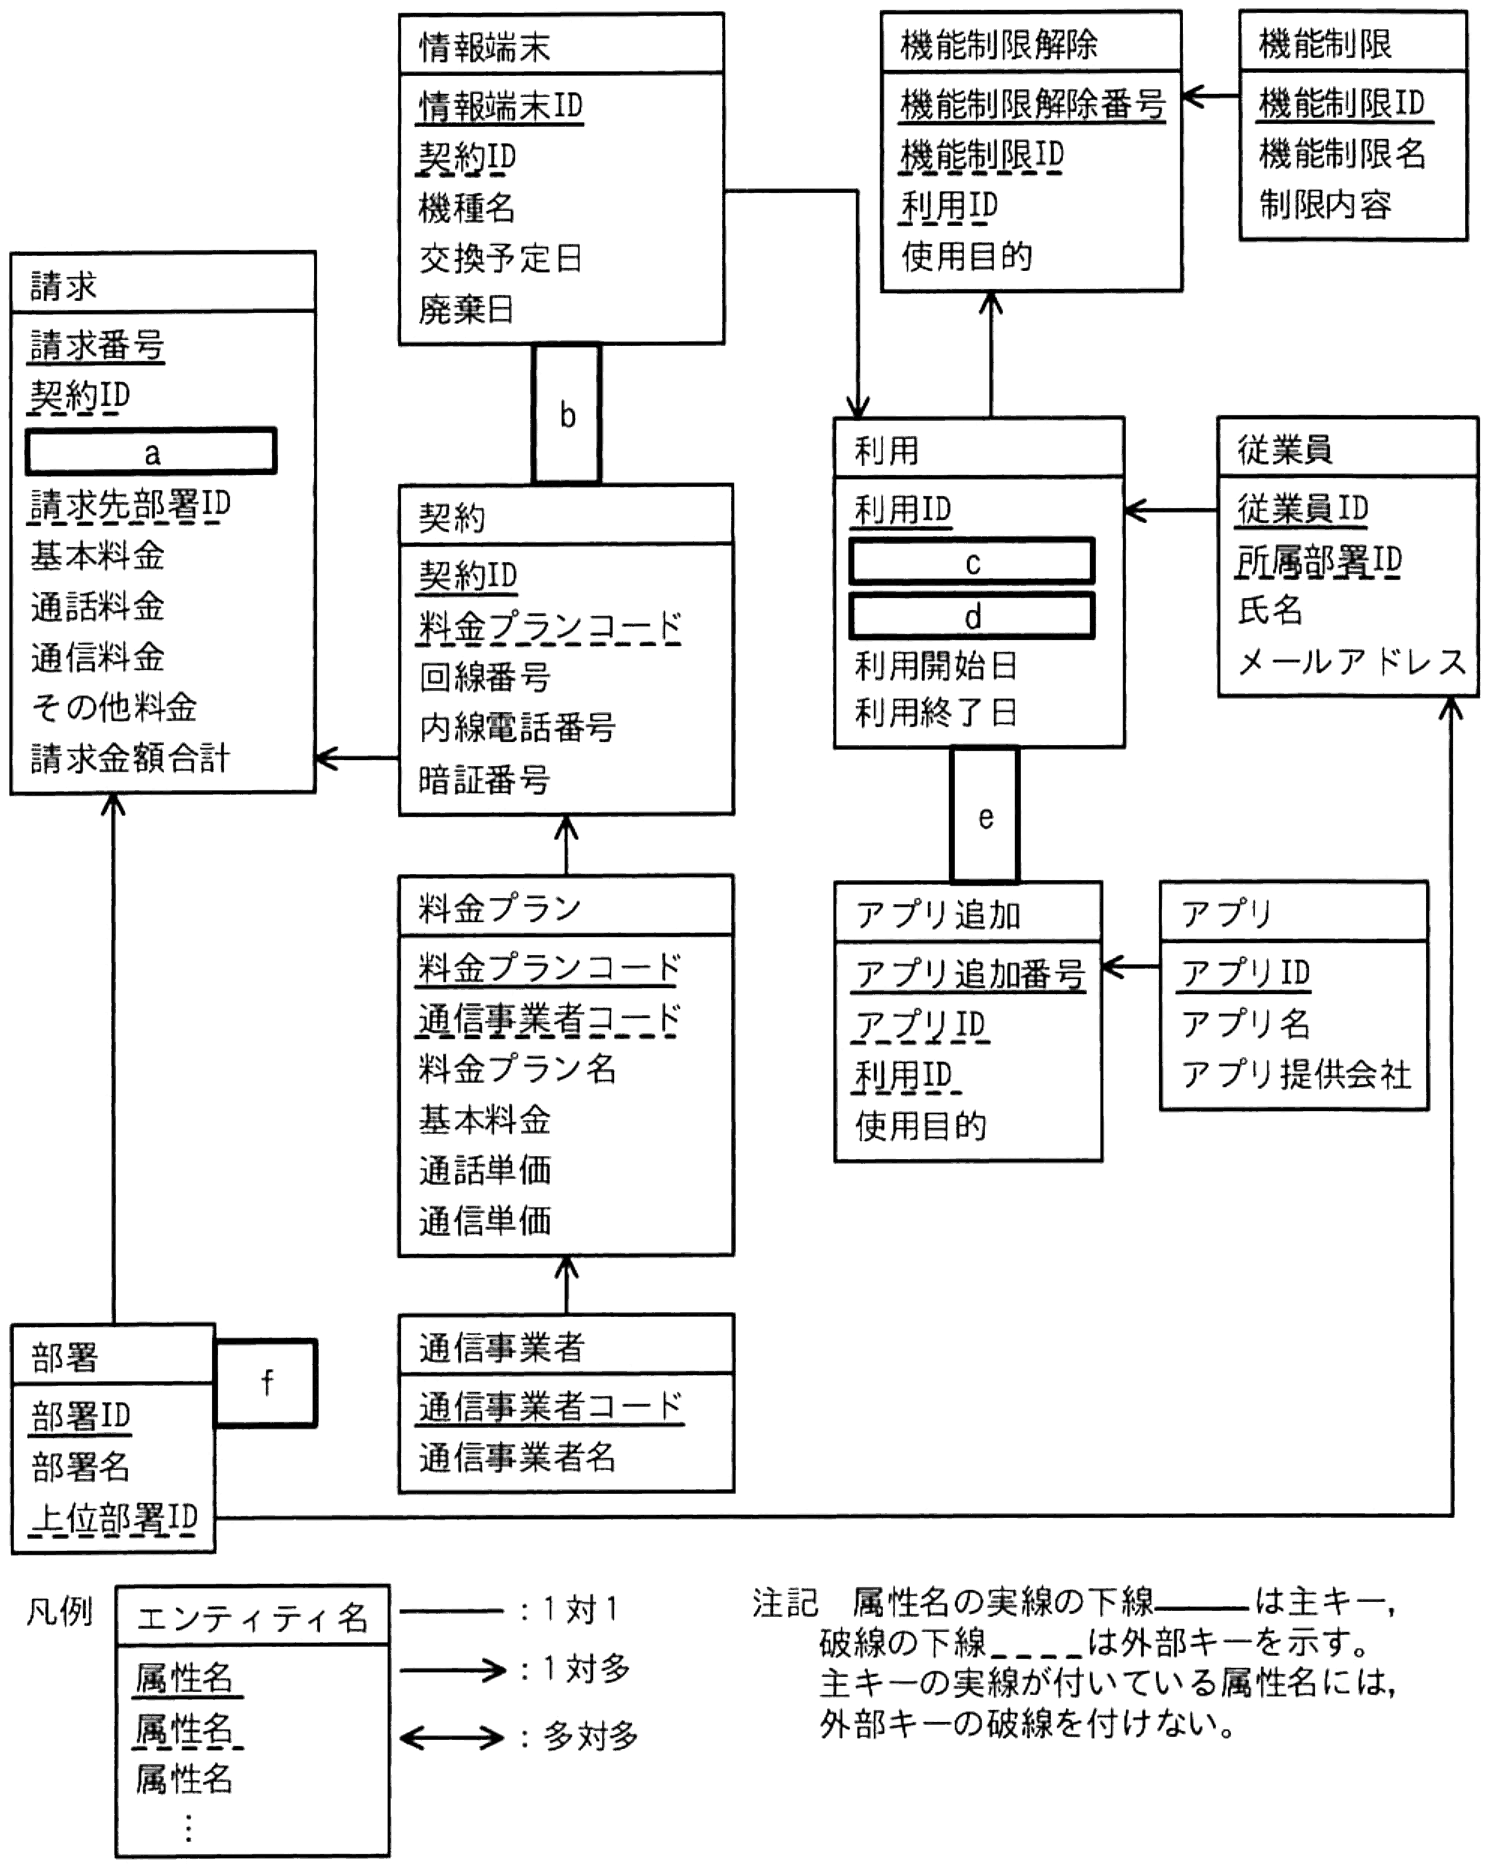 情報端末
情報端末ID
契約ID
機種名
交換予定日
廃棄日
機能制限解除
機能制限解除番号
機能制限ID
利用ID
使用目的
機能制限
機能制限ID
機能制限名
制限内容
請求
請求番号
契約ID
a
請求先部署ID
基本料金
通話料金
通信料金
その他料金
請求金額合計
b
契約
契約ID
料金プランコード
回線番号
内線電話番号
暗証番号
利用
利用ID
c
d
利用開始日
利用終了日
従業員
従業員ID
所属部署ID
氏名
メールアドレス
e
料金プラン
料金プランコード
通信事業者コード
料金プラン名
基本料金
通話単価
通信単価
アプリ追加
アプリ追加番号
アプリID
利用ID
使用目的
アプリ
アプリID
アプリ名
アプリ提供会社
部署
部署ID
部署名
上位部署ID
f
通信事業者
通信事業者コード
通信事業者名
凡例
エンティティ名
属性名
属性名
属性名
⋮
：1対1
：1対多
：多対多
注記　属性名の実線の下線――は主キー，
破線の下線____は外部キーを示す。
主キーの実線が付いている属性名には，
外部キーの破線を付けない。